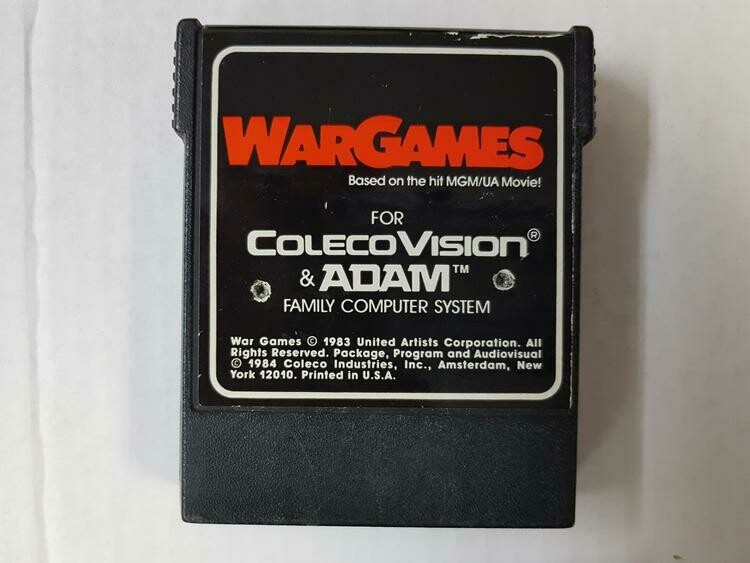 WARGAMES
Based on the hit MGM/UA Movie!
FOR
COLECOVISION®
& ADAM™
FAMILY COMPUTER SYSTEM
War Games © 1983 United Artists Corporation. All
Rights Reserved. Package, Program and Audiovisual
© 1984 Coleco Industries, Inc., Amsterdam, New
York 12010. Printed in U.S.A.